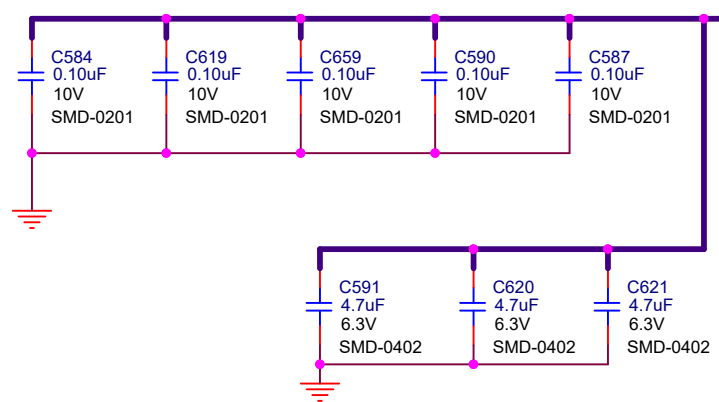 C584
0.10uF
10V
SMD-0201
C619
0.10uF
10V
SMD-0201
C659
0.10uF
10V
SMD-0201
C590
0.10uF
10V
SMD-0201
C587
0.10uF
10V
SMD-0201
C591
4.7uF
6.3V
SMD-0402
C620
4.7uF
6.3V
SMD-0402
C621
4.7uF
6.3V
SMD-0402